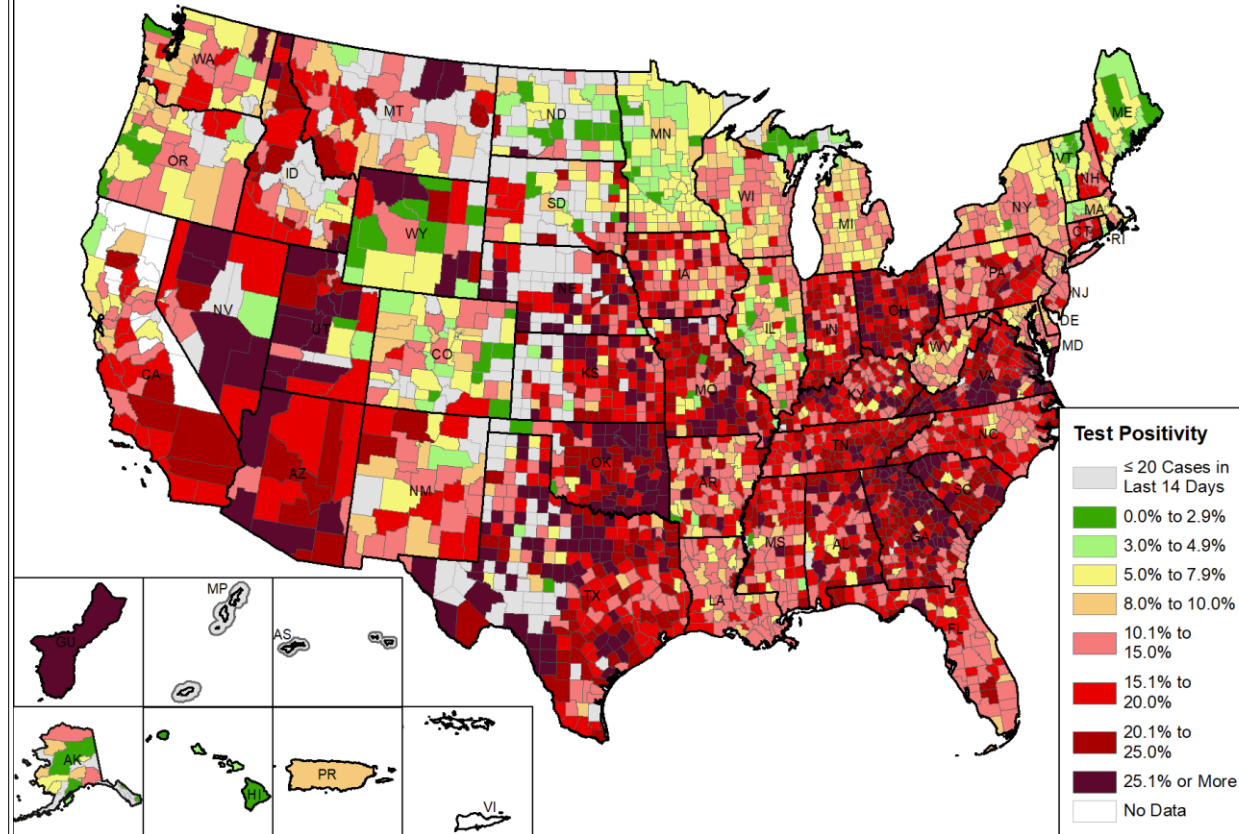 WA
MT
ND
MN
ME
OR
ID
SD
WI
VT
NH
NY
MA
WY
MI
CT
RI
IA
NE
PA
NV
NJ
UT
IL
IN
OH
CO
DE
WV
MD
CA
KS
MO
VA
KY
NC
TN
OK
AZ
NM
AR
SC
MS
AL
GA
TX
LA
FL
MP
GU
AS
AK
HI
PR
VI
Test Positivity
≤ 20 Cases in
Last 14 Days
0.0% to 2.9%
3.0% to 4.9%
5.0% to 7.9%
8.0% to 10.0%
10.1% to
15.0%
15.1% to
20.0%
20.1% to
25.0%
25.1% or More
No Data